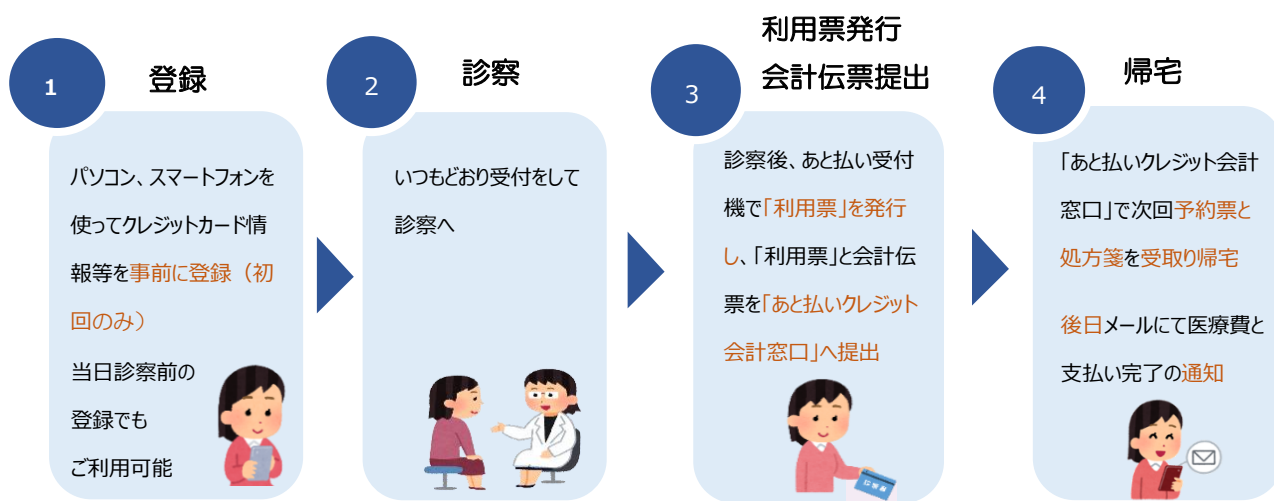 1
登録
パソコン、スマートフォンを
使ってクレジットカード情
報等を事前に登録（初
回のみ）
当日診察前の
登録でも
ご利用可能
2
診察
いつもどおり受付をして
診察へ
3
利用票発行
会計伝票提出
診察後、あと払い受付
機で「利用票」を発行
し、「利用票」と会計伝
票を「あと払いクレジット
会計窓口」へ提出
4
帰宅
「あと払いクレジット会計
窓口」で次回予約票と
処方箋を受取り帰宅
後日メールにて医療費と
支払い完了の通知